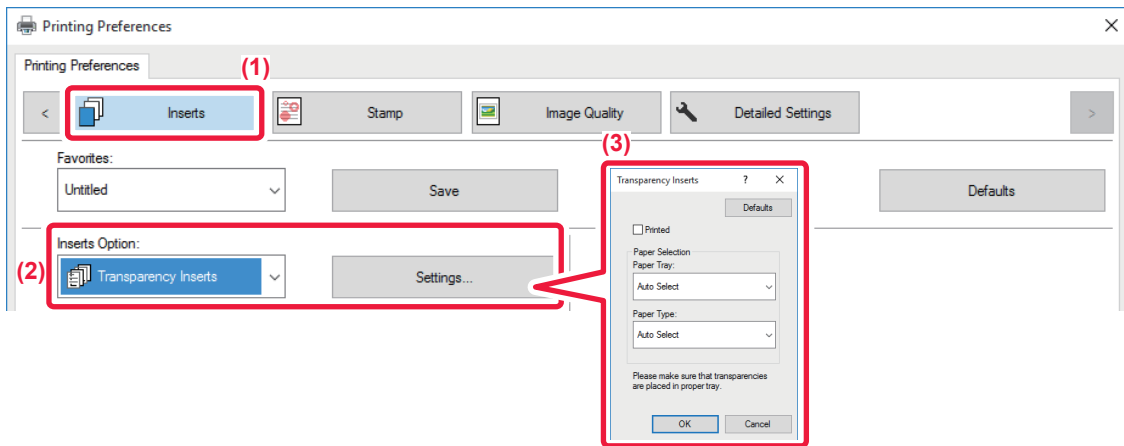 Printing Preferences
Printing Preferences
(1)
< Inserts Stamp Image Quality Detailed Settings >
Favorites:
Untitled Save Defaults
Inserts Option:
(2) Transparency Inserts Settings...
(3)
Transparency Inserts ? ×
Defaults
Printed
Paper Selection
Paper Tray:
Auto Select
Paper Type:
Auto Select
Please make sure that transparencies
are placed in proper tray.
OK Cancel